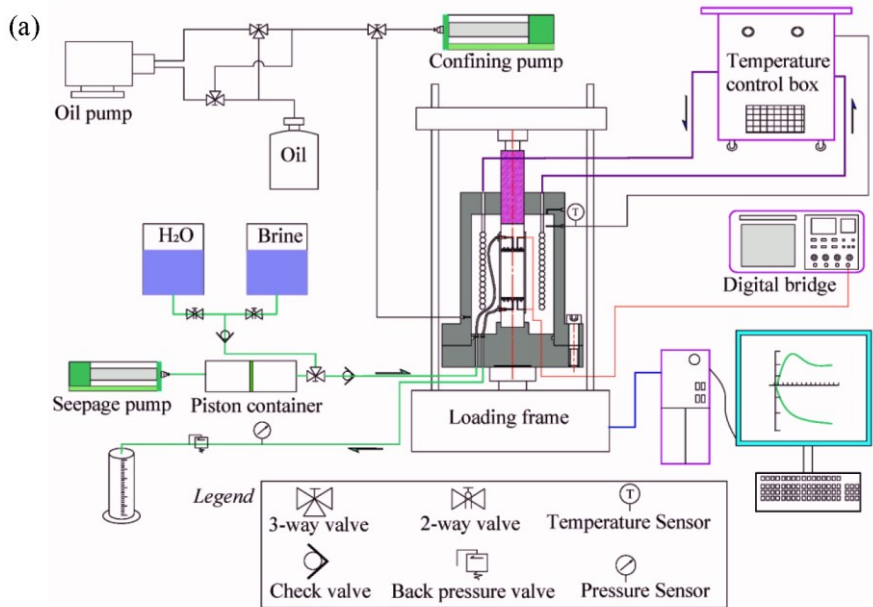 (a)
Oil pump
Oil
Confining pump
Temperature
control box
H₂O
Brine
T
Digital bridge
Seepage pump
Piston container
Loading frame
Legend
3-way valve
2-way valve
T
Temperature Sensor
Check valve
Back pressure valve
Pressure Sensor